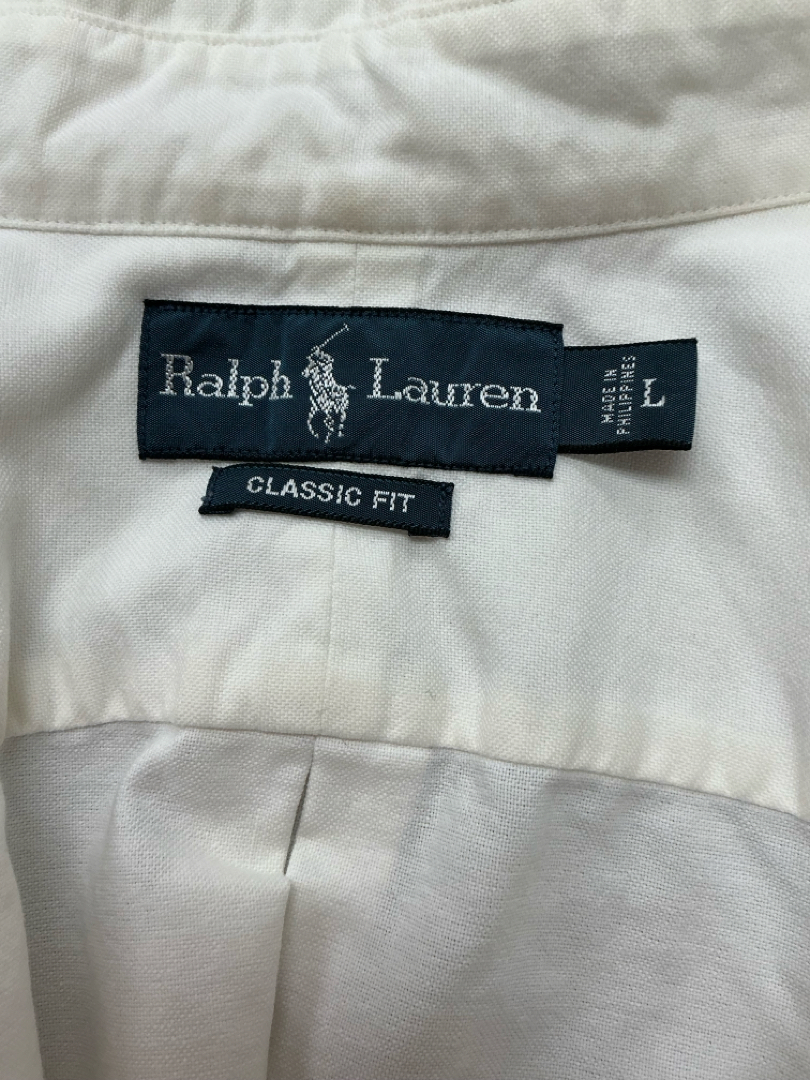 Ralph Lauren
MADE IN
PHILIPPINES
L
CLASSIC FIT